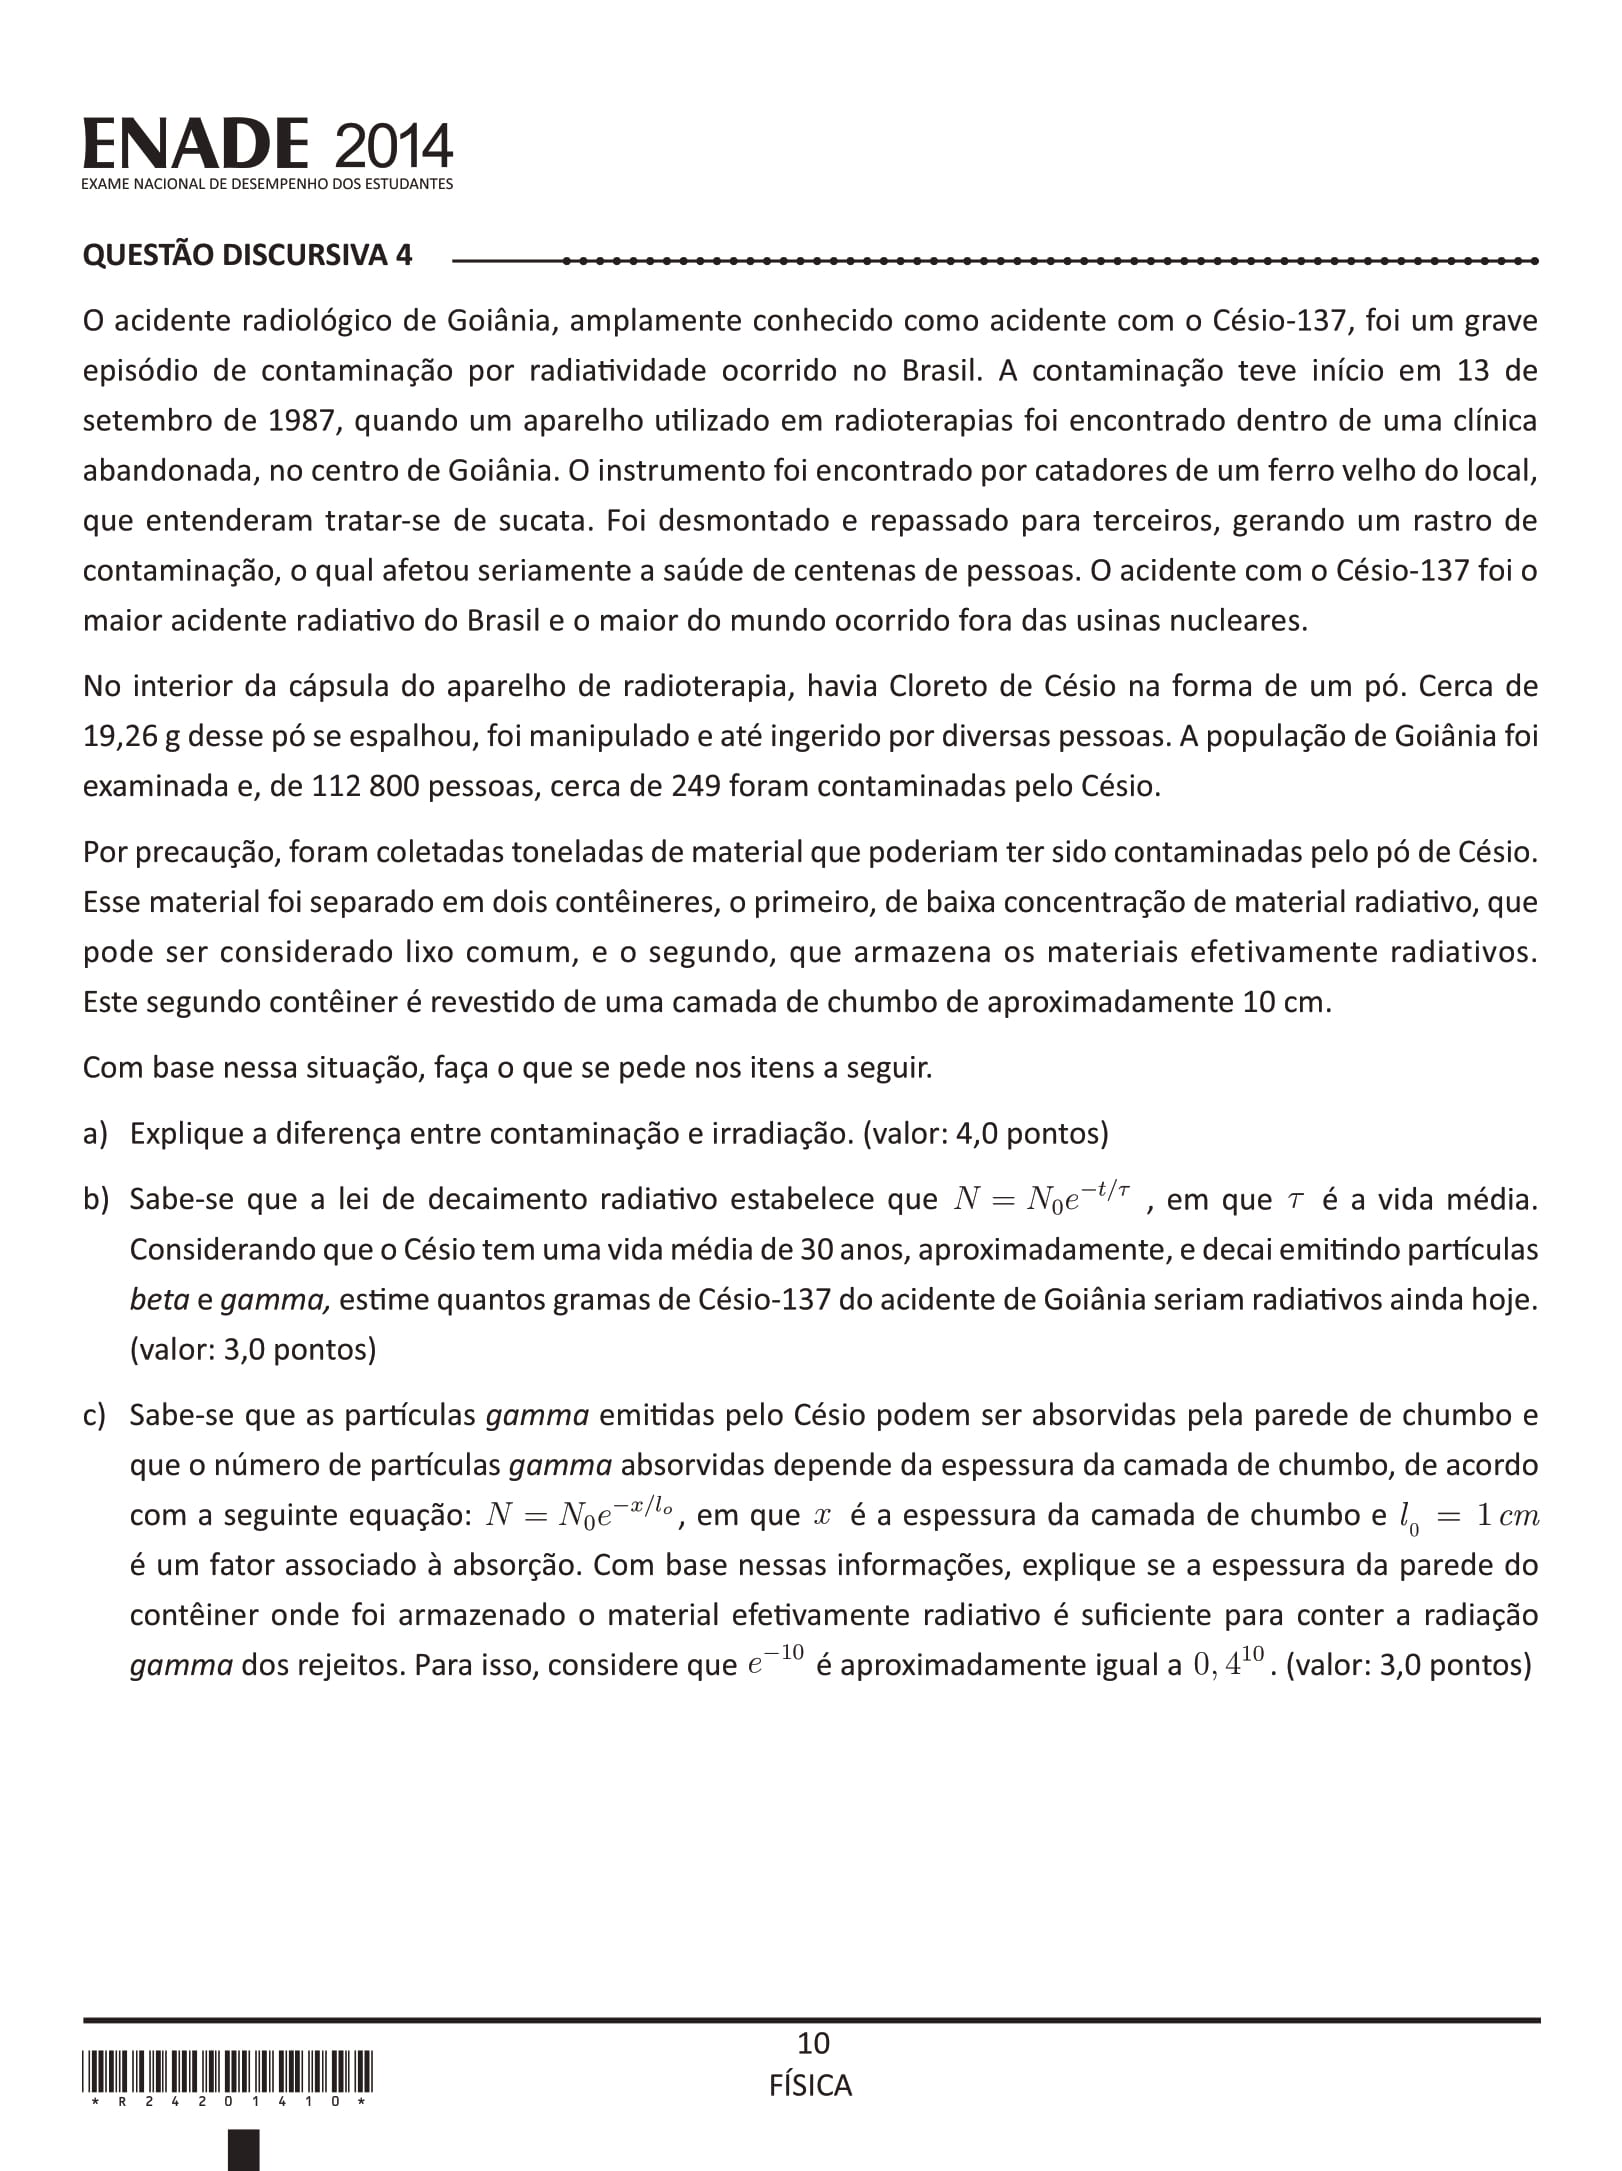 ENADE 2014
EXAME NACIONAL DE DESEMPENHO DOS ESTUDANTES
QUESTÃO DISCURSIVA 4
O acidente radiológico de Goiânia, amplamente conhecido como acidente com o Césio-137, foi um grave
episódio de contaminação por radiatividade ocorrido no Brasil. A contaminação teve início em 13 de
setembro de 1987, quando um aparelho utilizado em radioterapias foi encontrado dentro de uma clínica
abandonada, no centro de Goiânia. O instrumento foi encontrado por catadores de um ferro velho do local,
que entenderam tratar-se de sucata. Foi desmontado e repassado para terceiros, gerando um rastro de
contaminação, o qual afetou seriamente a saúde de centenas de pessoas. O acidente com o Césio-137 foi o
maior acidente radiativo do Brasil e o maior do mundo ocorrido fora das usinas nucleares.
No interior da cápsula do aparelho de radioterapia, havia Cloreto de Césio na forma de um pó. Cerca de
19,26 g desse pó se espalhou, foi manipulado e até ingerido por diversas pessoas. A população de Goiânia foi
examinada e, de 112 800 pessoas, cerca de 249 foram contaminadas pelo Césio.
Por precaução, foram coletadas toneladas de material que poderiam ter sido contaminadas pelo pó de Césio.
Esse material foi separado em dois contêineres, o primeiro, de baixa concentração de material radiativo, que
pode ser considerado lixo comum, e o segundo, que armazena os materiais efetivamente radiativos.
Este segundo contêiner é revestido de uma camada de chumbo de aproximadamente 10 cm.
Com base nessa situação, faça o que se pede nos itens a seguir.
a) Explique a diferença entre contaminação e irradiação. (valor: 4,0 pontos)
b) Sabe-se que a lei de decaimento radiativo estabelece que $N = N_0 e^{-t/\tau}$ , em que $\tau$ é a vida média.
Considerando que o Césio tem uma vida média de 30 anos, aproximadamente, e decai emitindo partículas
beta e gamma, estime quantos gramas de Césio-137 do acidente de Goiânia seriam radiativos ainda hoje.
(valor: 3,0 pontos)
c) Sabe-se que as partículas gamma emitidas pelo Césio podem ser absorvidas pela parede de chumbo e
que o número de partículas gamma absorvidas depende da espessura da camada de chumbo, de acordo
com a seguinte equação: $N = N_0 e^{-x/l_o}$, em que $x$ é a espessura da camada de chumbo e $l_0 = 1\,cm$
é um fator associado à absorção. Com base nessas informações, explique se a espessura da parede do
contêiner onde foi armazenado o material efetivamente radiativo é suficiente para conter a radiação
gamma dos rejeitos. Para isso, considere que $e^{-10}$ é aproximadamente igual a $0,4^{10}$. (valor: 3,0 pontos)
10
FÍSICA
* R 2 4 2 0 1 4 1 0 *